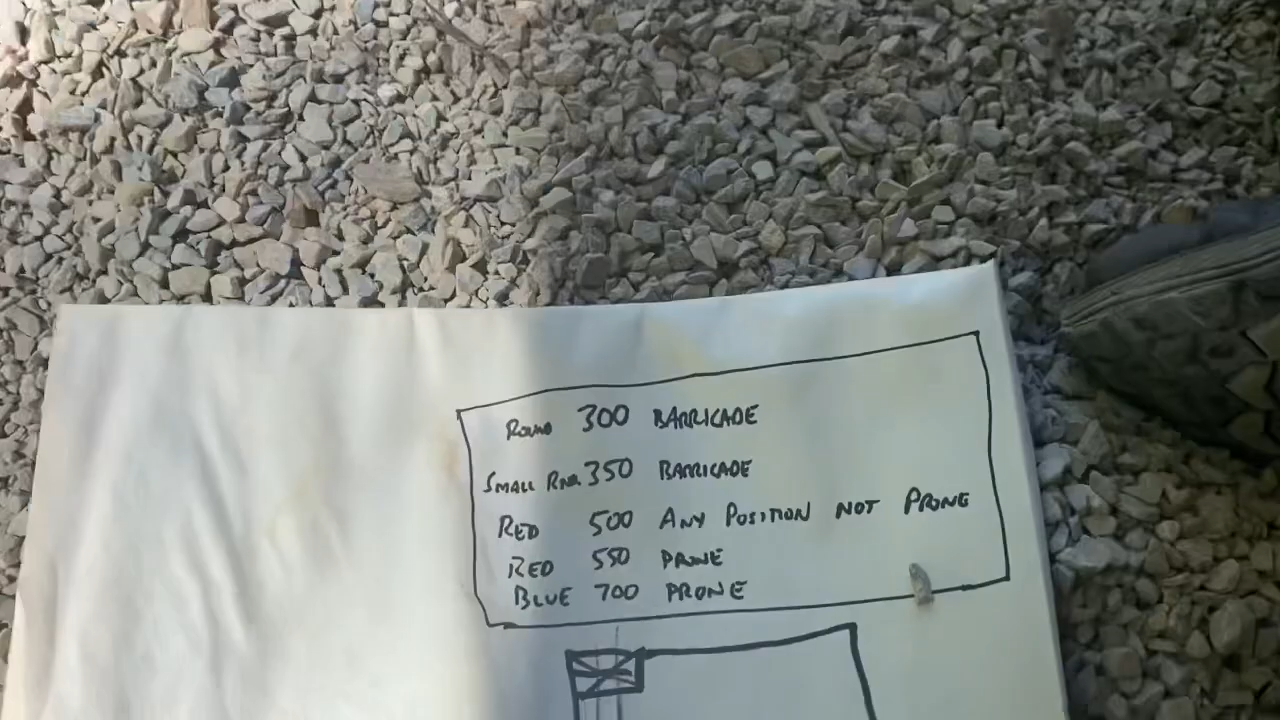 Round 300 BARRICADE
SMALL RND 350 BARRICADE
RED 500 ANY POSITION NOT PRONE
RED 550 PRONE
BLUE 700 PRONE